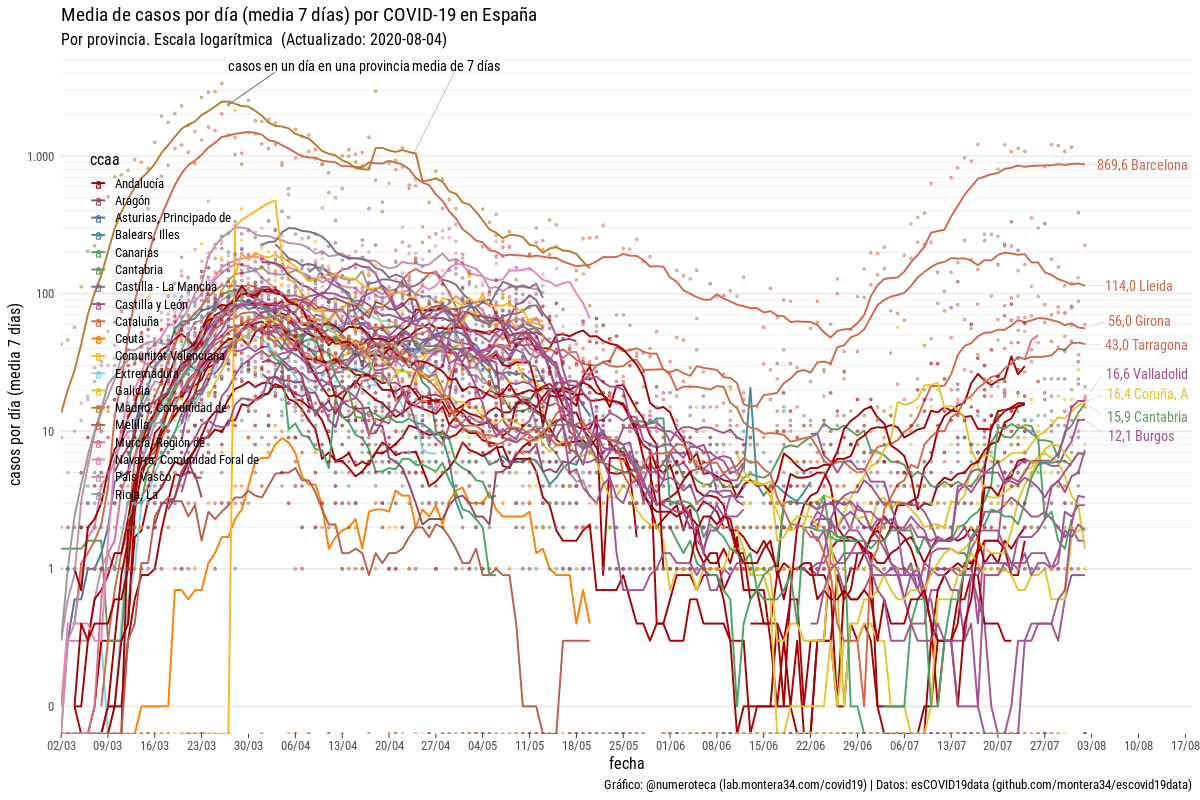 Media de casos por día (media 7 días) por COVID-19 en España
Por provincia. Escala logarítmica  (Actualizado: 2020-08-04)
casos en un día en una provincia
media de 7 días
casos por día (media 7 días)
1.000
100
10
1
0
ccaa
Andalucía
Aragón
Asturias, Principado de
Balears, Illes
Canarias
Cantabria
Castilla - La Mancha
Castilla y León
Cataluña
Ceuta
Comunitat Valenciana
Extremadura
Galicia
Madrid, Comunidad de
Melilla
Murcia, Región de
Navarra, Comunidad Foral de
País Vasco
Rioja, La
869,6 Barcelona
114,0 Lleida
56,0 Girona
43,0 Tarragona
16,6 Valladolid
16,4 Coruña, A
15,9 Cantabria
12,1 Burgos
02/03 09/03 16/03 23/03 30/03 06/04 13/04 20/04 27/04 04/05 11/05 18/05 25/05 01/06 08/06 15/06 22/06 29/06 06/07 13/07 20/07 27/07 03/08 10/08 17/08
fecha
Gráfico: @numeroteca (lab.montera34.com/covid19) | Datos: esCOVID19data (github.com/montera34/escovid19data)